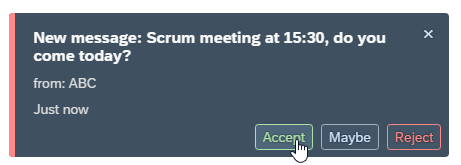 New message: Scrum meeting at 15:30, do you
come today?
from: ABC
Just now
Accept Maybe Reject